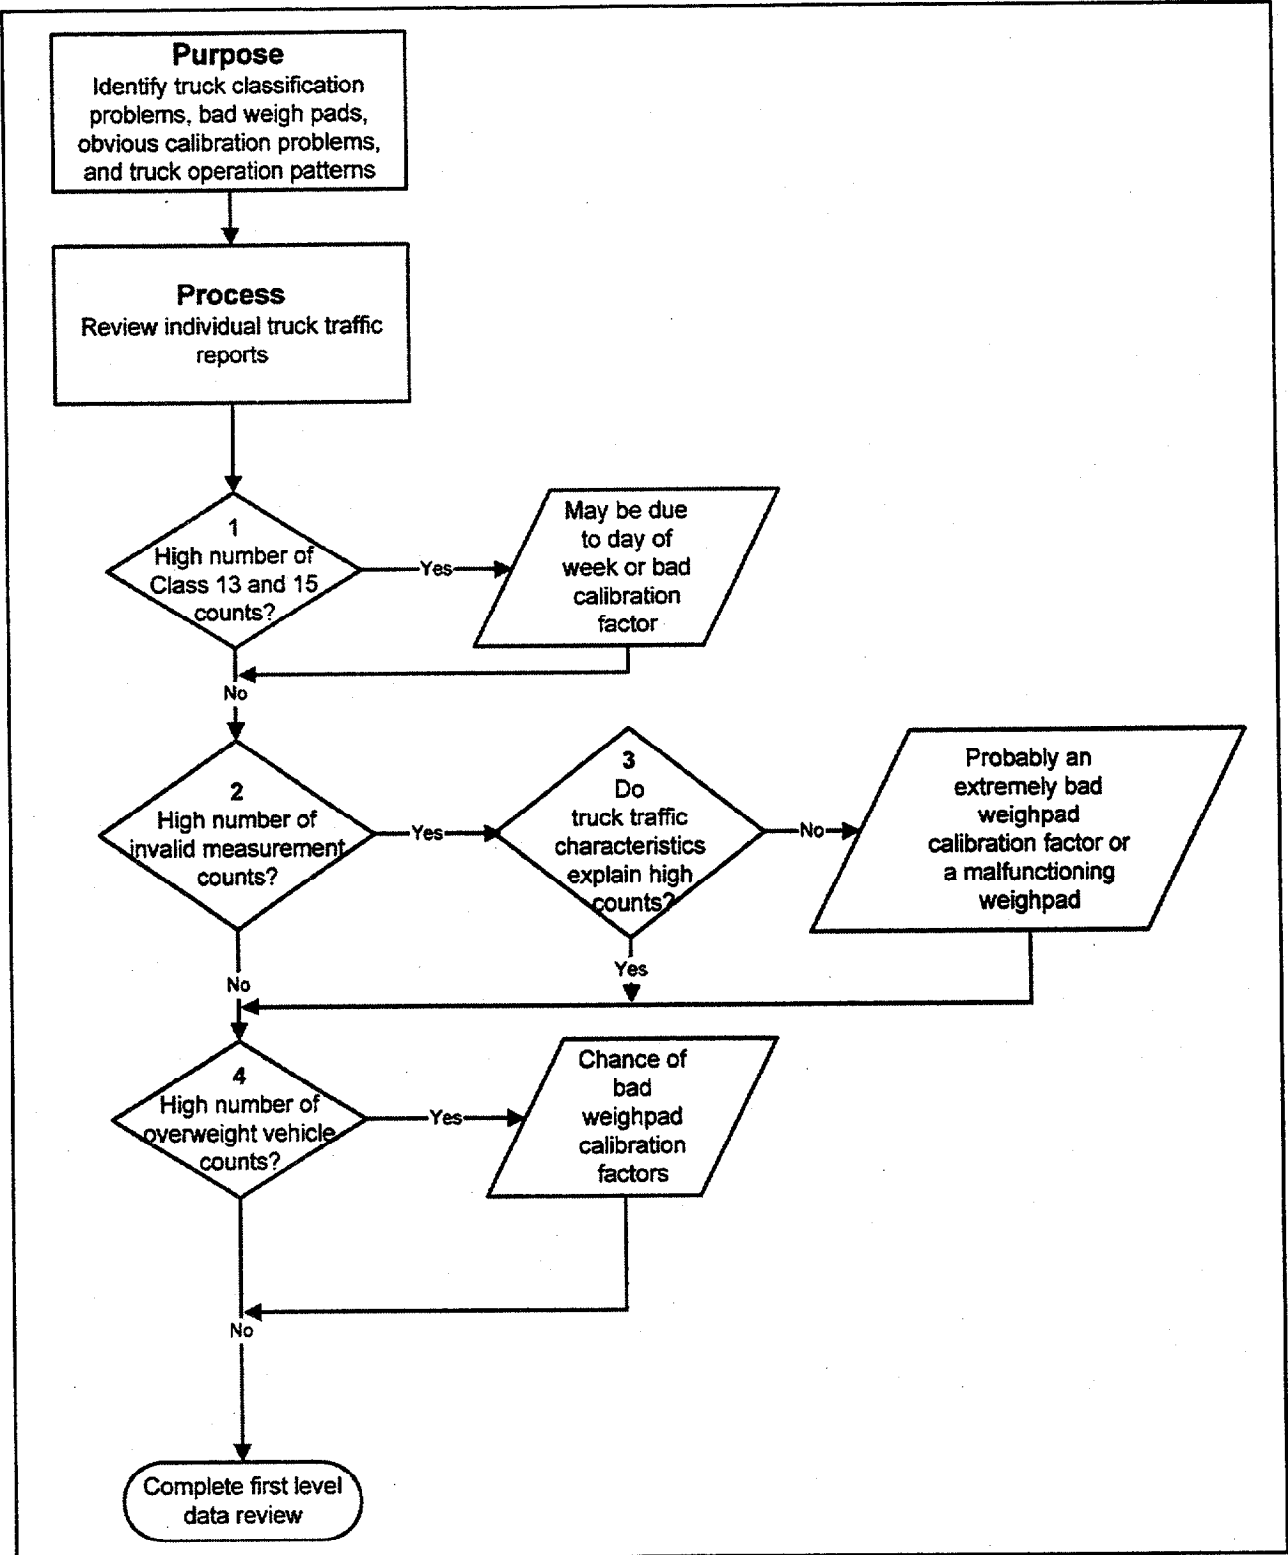 Purpose
Identify truck classification
problems, bad weigh pads,
obvious calibration problems,
and truck operation patterns
Process
Review individual truck traffic
reports
1
High number of
Class 13 and 15
counts?
Yes
May be due
to day of
week or bad
calibration
factor
No
2
High number of
invalid measurement
counts?
Yes
3
Do
truck traffic
characteristics
explain high
counts?
No
Probably an
extremely bad
weighpad
calibration factor or
a malfunctioning
weighpad
Yes
No
4
High number of
overweight vehicle
counts?
Yes
Chance of
bad
weighpad
calibration
factors
No
Complete first level
data review